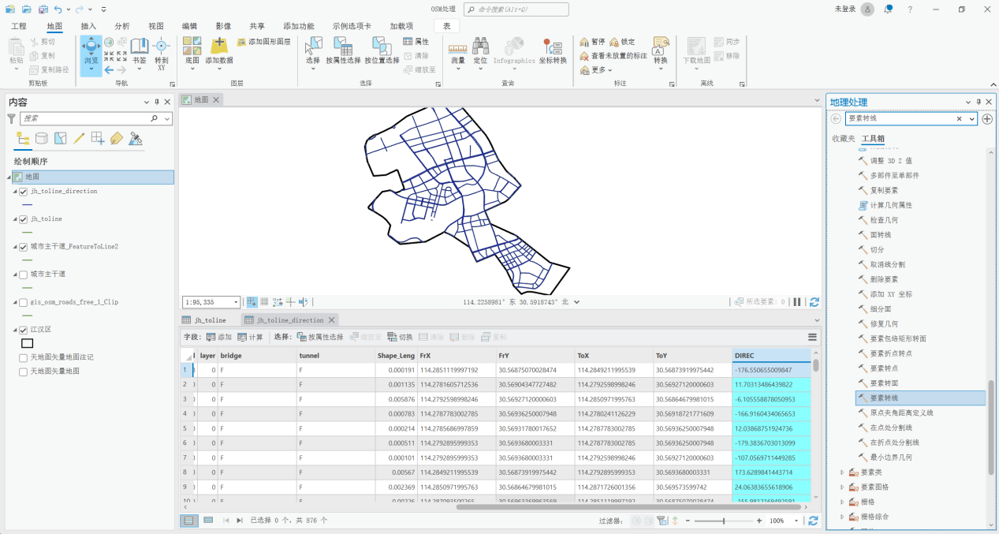 OSM处理
命令搜索(Alt+Q)
未登录
?
工程
地图
插入
分析
视图
编辑
影像
共享
添加功能
示例选项卡
加载项
表
粘贴
剪切
复制
复制路径
剪贴板
浏览
书签
转到
XY
导航
底图
添加数据
添加图形图层
图层
选择
按属性选择
按位置选择
属性
清除
缩放至
选择
测量
定位
Infographics
坐标转换
查询
暂停
锁定
查看未放置的标注
更多
转换
标注
下载地图
同步
移除
离线
内容
搜索
绘制顺序
地图
jh_toline_direction
jh_toline
城市主干道_FeatureToLine2
城市主干道
gis_osm_roads_free_1_Clip
江汉区
天地图矢量地图注记
天地图矢量地图
地图
1:95,335
114.2258981° 东 30.5918743° 北
所选要素: 0
jh_toline
jh_toline_direction
字段:
添加
计算
选择:
按属性选择
缩放至
切换
清除
删除
复制
l layer bridge tunnel Shape_Leng FrX FrY ToX ToY DIREC
1 0 F F 0.000191 114.2851119997192 30.56875070028474 114.2849211995539 30.56873919975442 -176.550655009847
2 0 F F 0.001135 114.2781605712536 30.56904347727482 114.2792598998246 30.56927120000603 11.70313486439822
3 0 F F 0.005876 114.2792598998246 30.56927120000603 114.2850971995763 30.56864679981015 -6.105558878050953
4 0 F F 0.000783 114.2787783002785 30.56936250007948 114.2780241126229 30.56918721771609 -166.9160434065653
5 0 F F 0.000214 114.2785686997859 30.56931780017652 114.2787783002785 30.56936250007948 12.03868751924736
6 0 F F 0.000511 114.2792895999353 30.5693680003331 114.2787783002785 30.56936250007948 -179.3836703013099
7 0 F F 0.000101 114.2792895999353 30.5693680003331 114.2792598998246 30.56927120000603 -107.0569711449285
8 0 F F 0.00567 114.2849211995539 30.56873919975442 114.2792895999353 30.5693680003331 173.6289841443714
9 0 F F 0.002369 114.2850971995763 30.56864679981015 114.2871726001356 30.569573599742 24.06383655618906
10 0 F F 0.00226 114.287093500265 30.56963369963569 114.2851119997192 30.56875070028474 -155.9812169492591
已选择 0 个，共 876 个
过滤器:
100%
地理处理
要素转线
收藏夹
工具箱
调整 3D Z 值
多部件至单部件
复制要素
计算几何属性
检查几何
面转线
切分
取消线分割
删除要素
添加 XY 坐标
细分面
修复几何
要素包络矩形转面
要素折点转点
要素转点
要素转面
要素转线
原点夹角距离定义线
在点处分割线
在折点处分割线
最小边界几何
要素类
要素图格
栅格
栅格综合